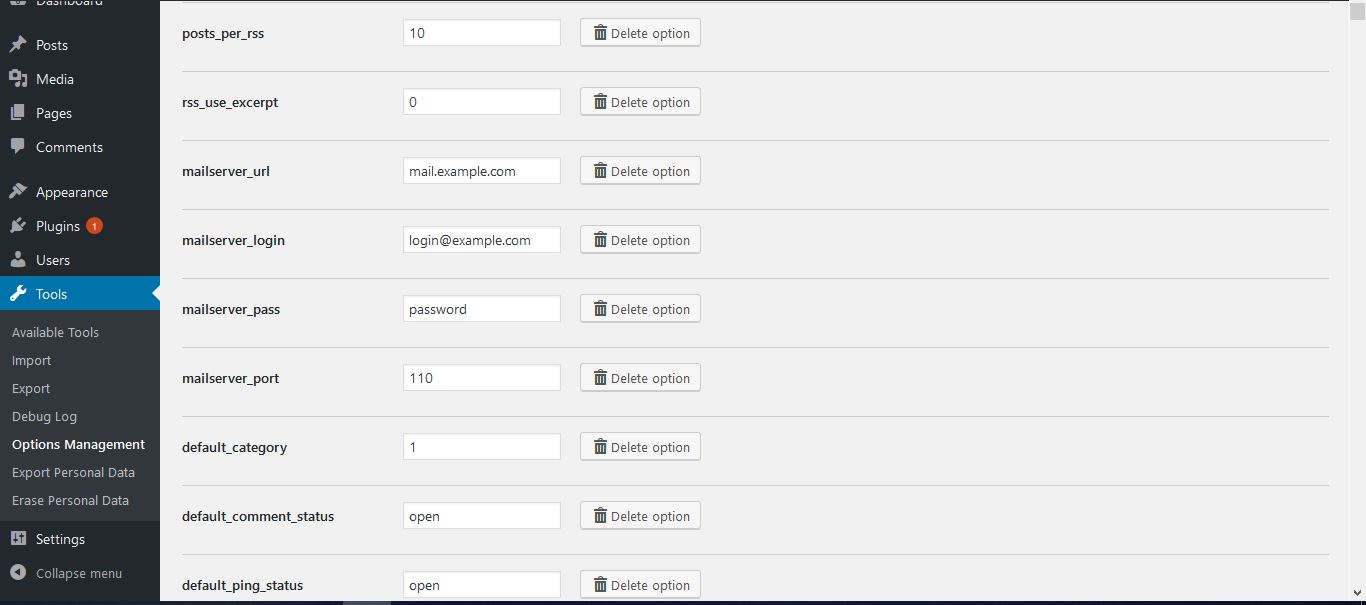 Dashboard
Posts
Media
Pages
Comments
Appearance
Plugins 1
Users
Tools
Available Tools
Import
Export
Debug Log
Options Management
Export Personal Data
Erase Personal Data
Settings
Collapse menu
posts_per_rss 10 Delete option
rss_use_excerpt 0 Delete option
mailserver_url mail.example.com Delete option
mailserver_login login@example.com Delete option
mailserver_pass password Delete option
mailserver_port 110 Delete option
default_category 1 Delete option
default_comment_status open Delete option
default_ping_status open Delete option